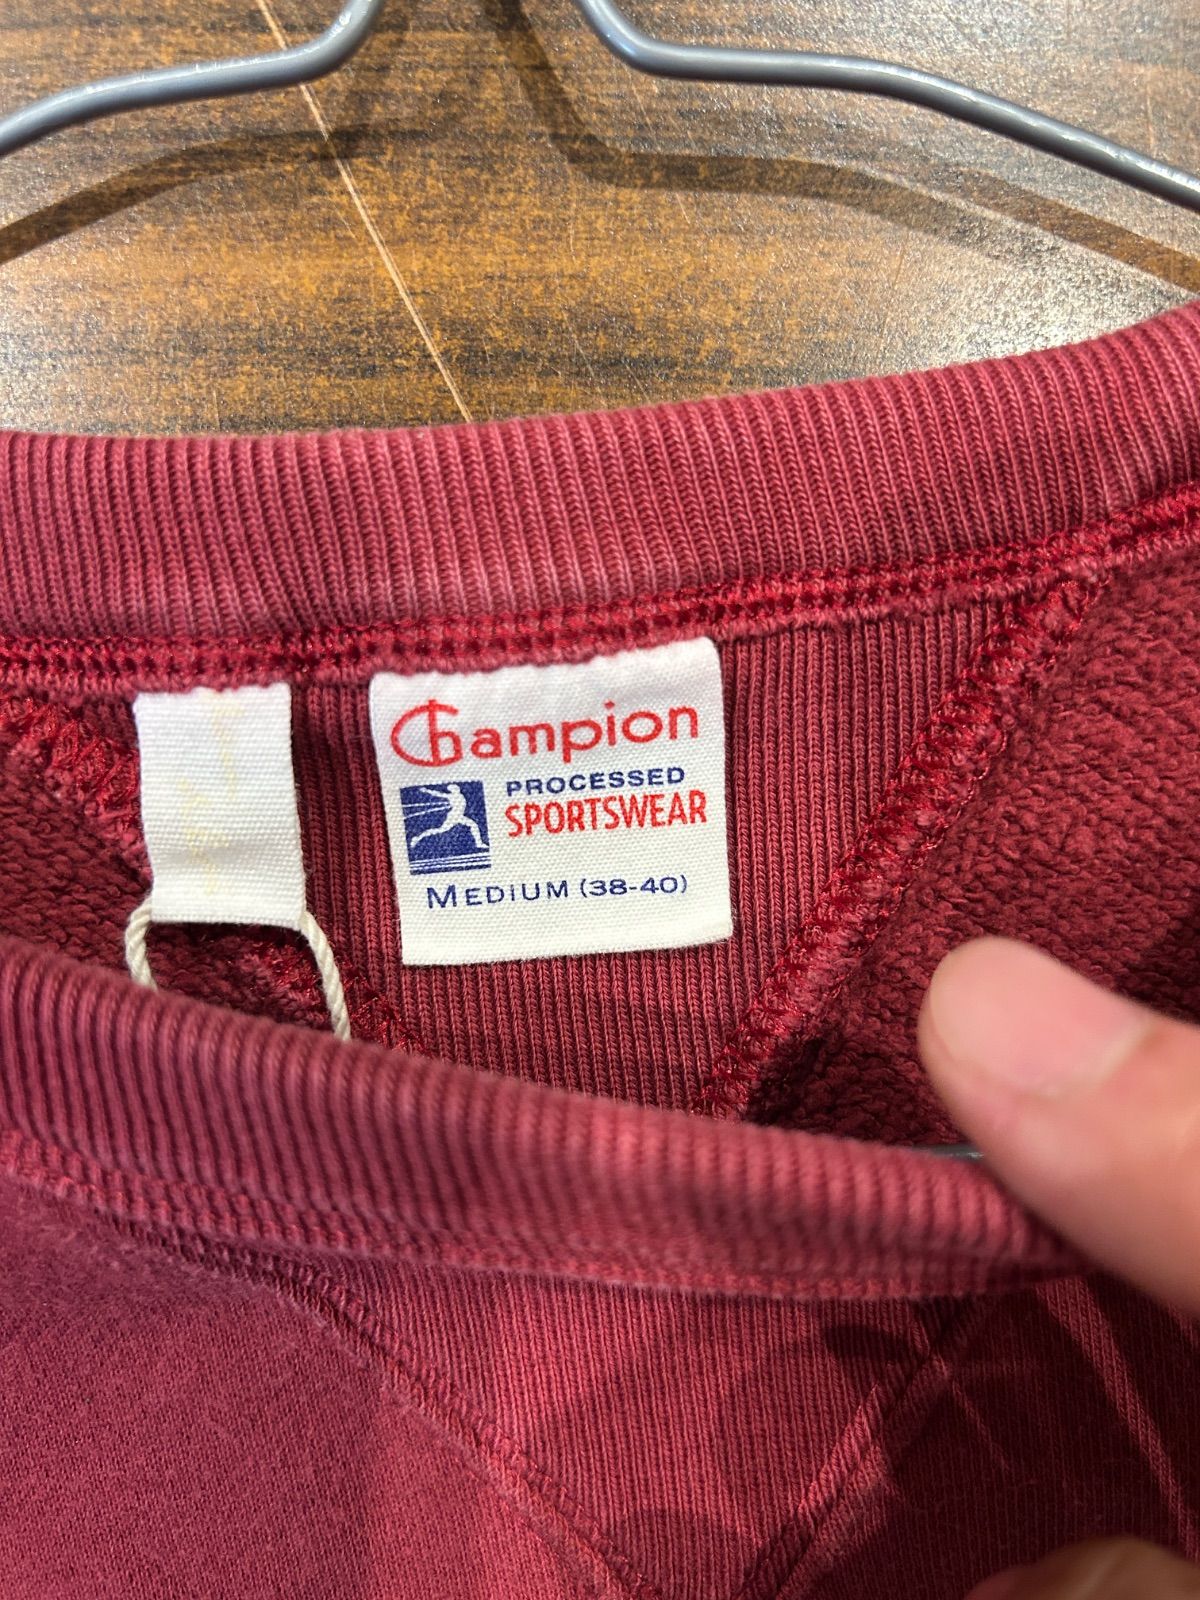 Champion
PROCESSED
SPORTSWEAR
MEDIUM (38-40)